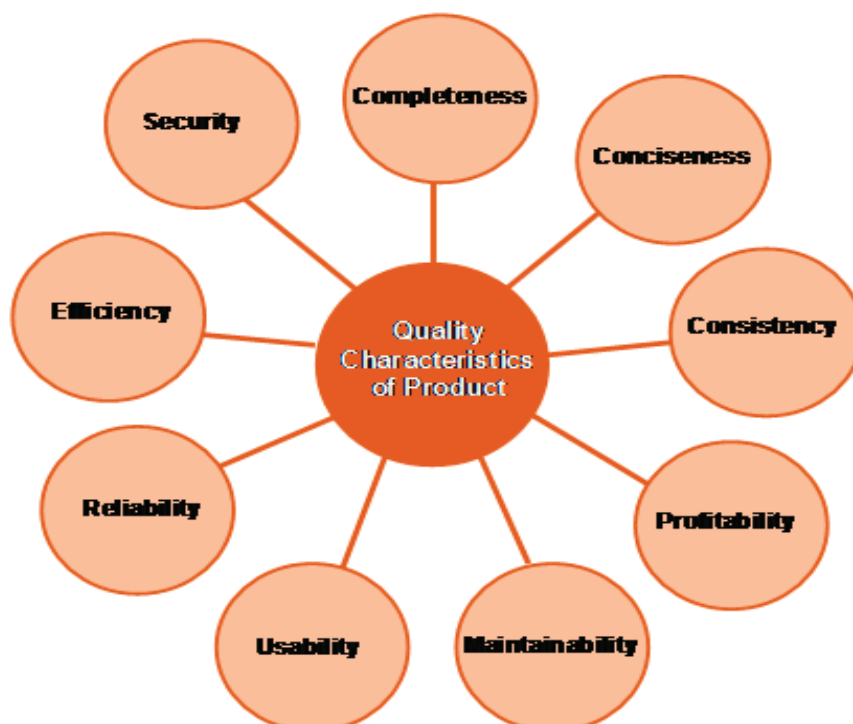 Completeness
Security
Conciseness
Efficiency
Quality
Characteristics
of Product
Consistency
Reliability
Profitability
Usability
Maintainability